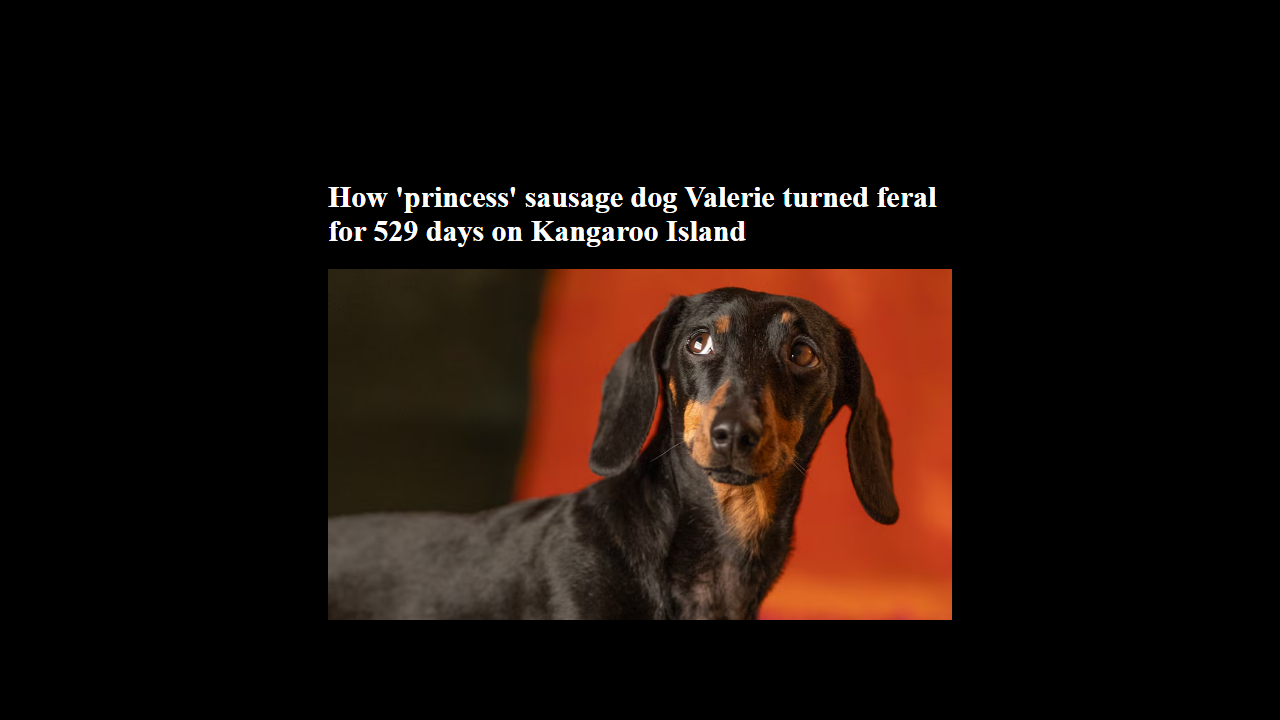 How 'princess' sausage dog Valerie turned feral
for 529 days on Kangaroo Island